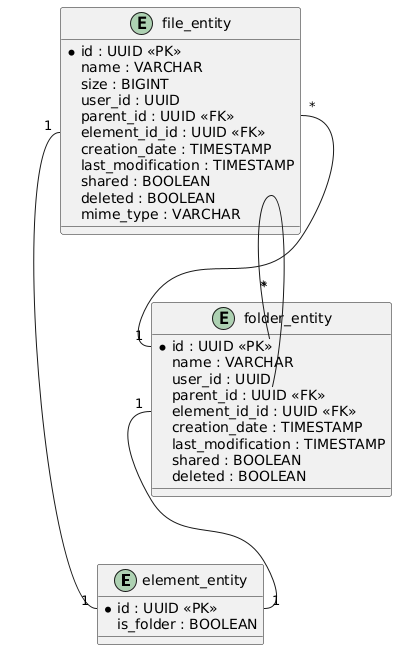 E file_entity
id : UUID «PK»
name : VARCHAR
size : BIGINT
user_id : UUID
parent_id : UUID «FK»
element_id_id : UUID «FK»
creation_date : TIMESTAMP
last_modification : TIMESTAMP
shared : BOOLEAN
deleted : BOOLEAN
mime_type : VARCHAR
*
1
*
E folder_entity
1
id : UUID «PK»
name : VARCHAR
user_id : UUID
parent_id : UUID «FK»
element_id_id : UUID «FK»
creation_date : TIMESTAMP
last_modification : TIMESTAMP
shared : BOOLEAN
deleted : BOOLEAN
1
E element_entity
1
id : UUID «PK»
is_folder : BOOLEAN
1